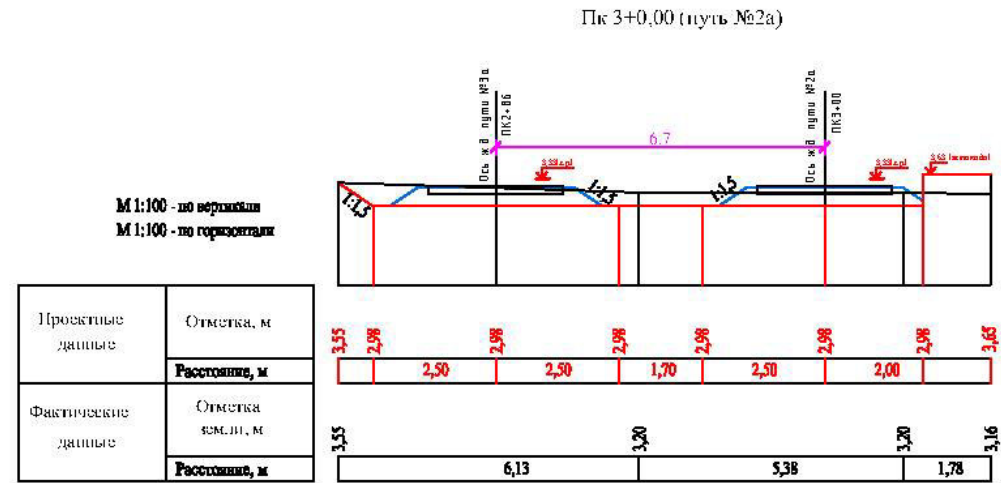 Пк 3+0,00 (путь №2а)
Ось ж.д. пути №3а
ПК2+86
Ось ж.д. пути №2а
ПК3+00
6.7
1:1,5
1:1,5
1:1,5
М 1:100 - по вертикали
М 1:100 - по горизонтали
Проектные данные
Отметка, м
3,55 2,98 2,98 2,98 2,98 2,98 2,98 3,65
Расстояние, м
2,50 2,50 1,70 2,50 2,00
Фактические данные
Отметка земли, м
3,55 3,20 3,20 3,16
Расстояние, м
6,13 5,38 1,78